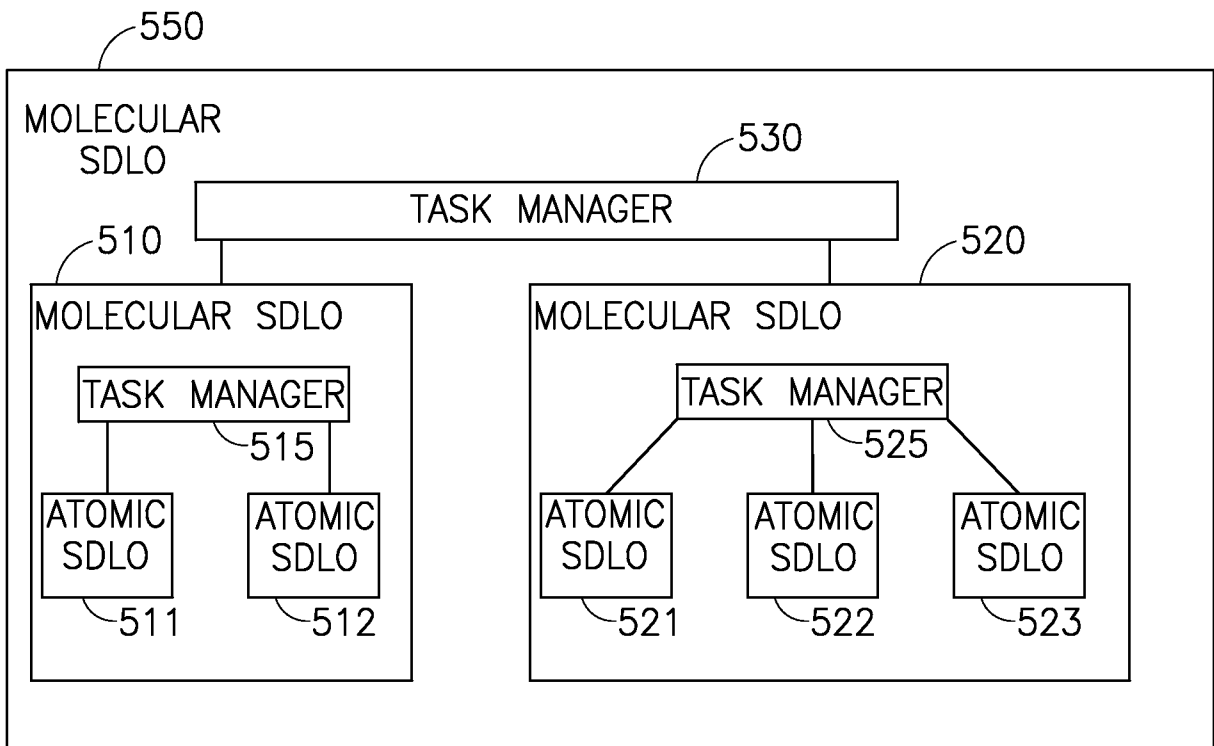 550
MOLECULAR
SDLO
530
TASK MANAGER
510
520
MOLECULAR SDLO
TASK MANAGER
515
ATOMIC
SDLO
511
ATOMIC
SDLO
512
MOLECULAR SDLO
TASK MANAGER
525
ATOMIC
SDLO
521
ATOMIC
SDLO
522
ATOMIC
SDLO
523